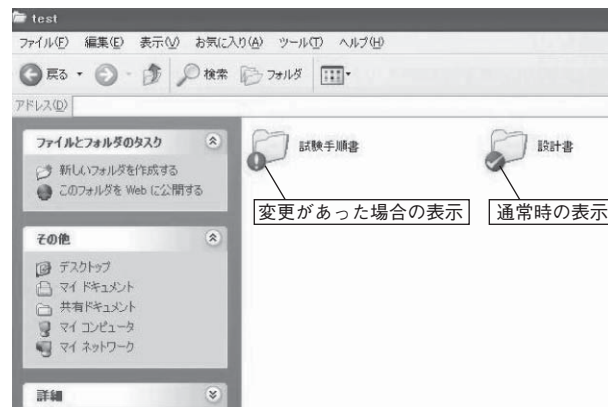 test
ファイル(F) 編集(E) 表示(V) お気に入り(A) ツール(T) ヘルプ(H)
戻る 検索 フォルダ
アドレス(D)
ファイルとフォルダのタスク
新しいフォルダを作成する
このフォルダを Web に公開する
試験手順書
設計書
変更があった場合の表示
通常時の表示
その他
デスクトップ
マイ ドキュメント
共有ドキュメント
マイ コンピュータ
マイ ネットワーク
詳細